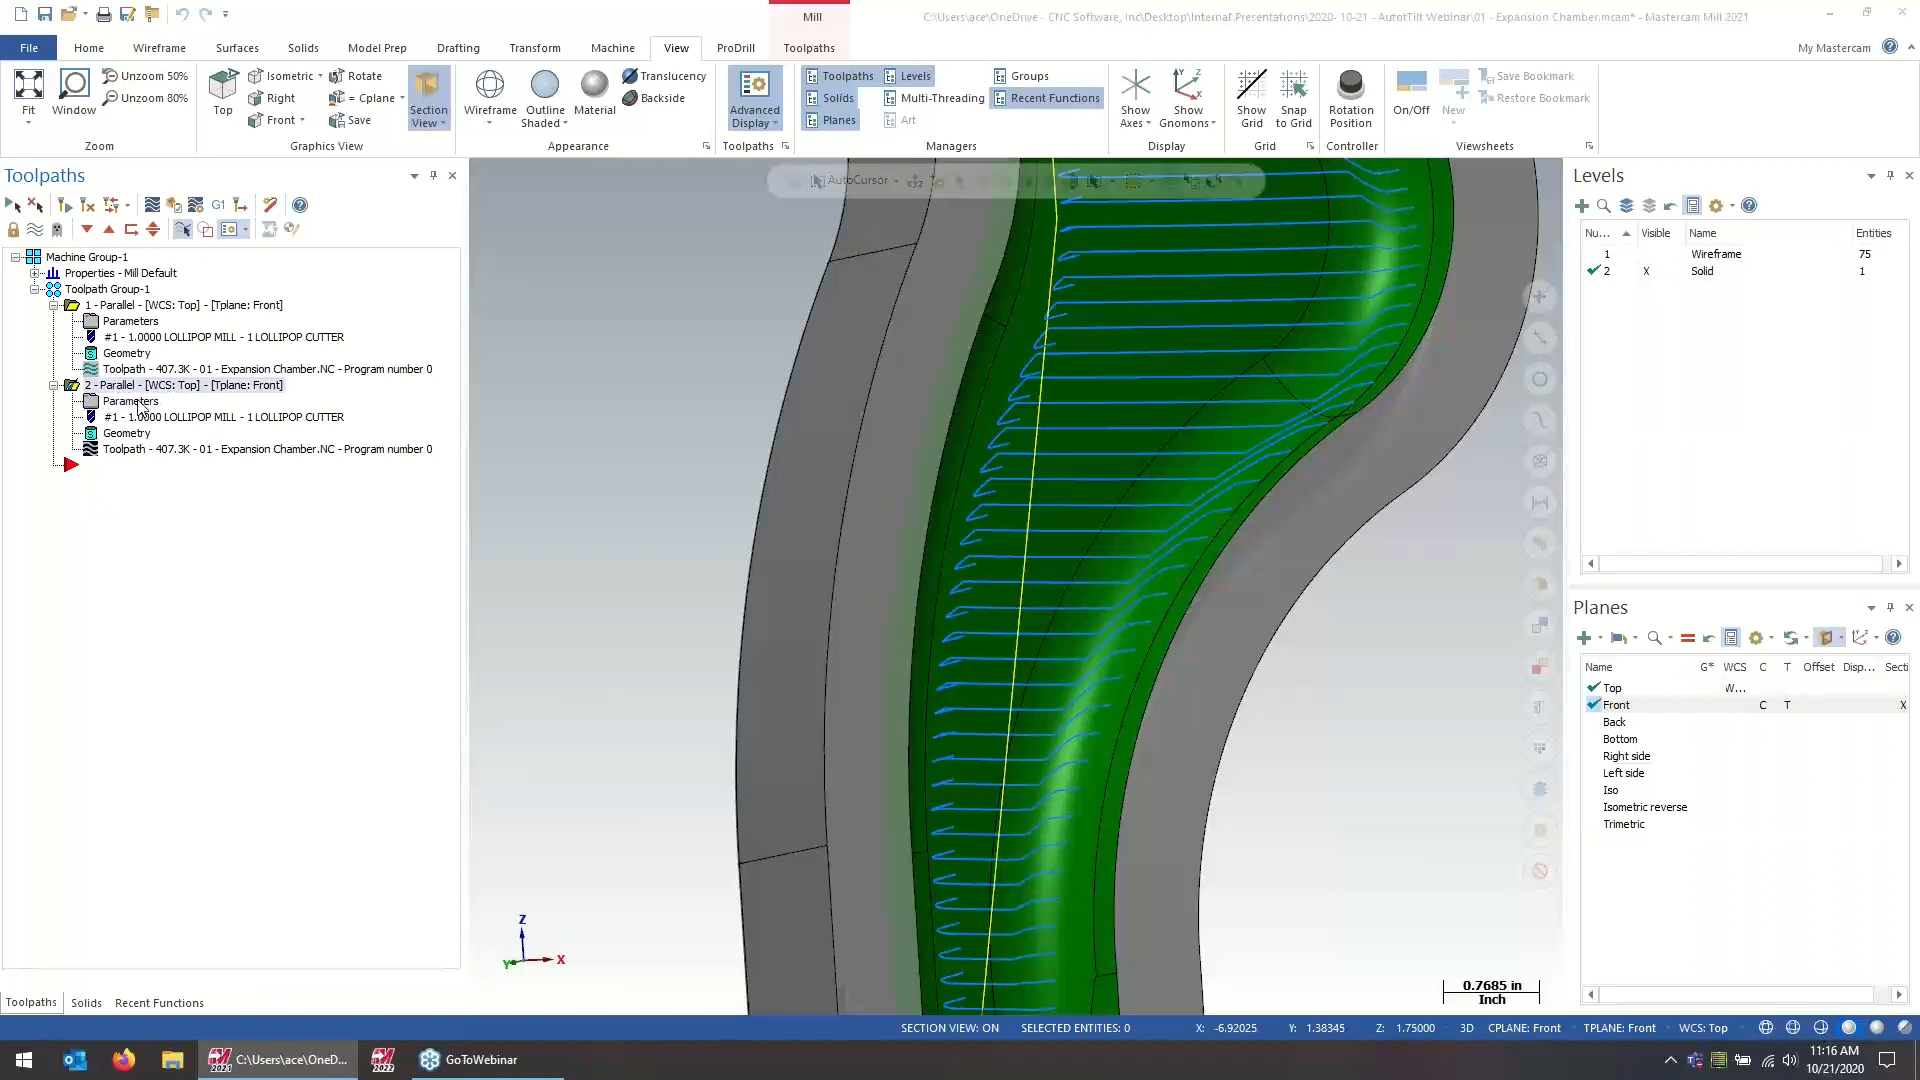 Mill
C:\Users\ace\OneDrive - CNC Software, Inc\Desktop\Internal\Presentations\2020- 10-21 - AutotTilt Webinar\01 - Expansion Chamber.mcam* - Mastercam Mill 2021
File Home Wireframe Surfaces Solids Model Prep Drafting Transform Machine View ProDrill Toolpaths My Mastercam
Fit Window Unzoom 50% Unzoom 80% Zoom
Top Isometric Right Front Rotate = Cplane Save Section View Graphics View
Wireframe Outline Shaded Material Translucency Backside Appearance
Advanced Display Toolpaths
Toolpaths Solids Planes Levels Multi-Threading Art Groups Recent Functions Managers
Show Axes Show Gnomons Display
Show Grid Snap to Grid Grid
Rotation Position Controller
On/Off New Save Bookmark Restore Bookmark Viewsheets
Toolpaths
G1
Machine Group-1
Properties - Mill Default
Toolpath Group-1
1 - Parallel - [WCS: Top] - [Tplane: Front]
Parameters
#1 - 1.0000 LOLLIPOP MILL - 1 LOLLIPOP CUTTER
Geometry
Toolpath - 407.3K - 01 - Expansion Chamber.NC - Program number 0
2 - Parallel - [WCS: Top] - [Tplane: Front]
Parameters
#1 - 1.0000 LOLLIPOP MILL - 1 LOLLIPOP CUTTER
Geometry
Toolpath - 407.3K - 01 - Expansion Chamber.NC - Program number 0
Toolpaths Solids Recent Functions
AutoCursor
Z
Y X
0.7685 in
Inch
Levels
Nu... Visible Name Entities
1 Wireframe 75
2 X Solid 1
Planes
Name G* WCS C T Offset Disp... Secti
Top W...
Front C T X
Back
Bottom
Right side
Left side
Iso
Isometric reverse
Trimetric
SECTION VIEW: ON SELECTED ENTITIES: 0 X: -6.92025 Y: 1.38345 Z: 1.75000 3D CPLANE: Front TPLANE: Front WCS: Top
2021 C:\Users\ace\OneD... 2022 GoToWebinar
11:16 AM
10/21/2020